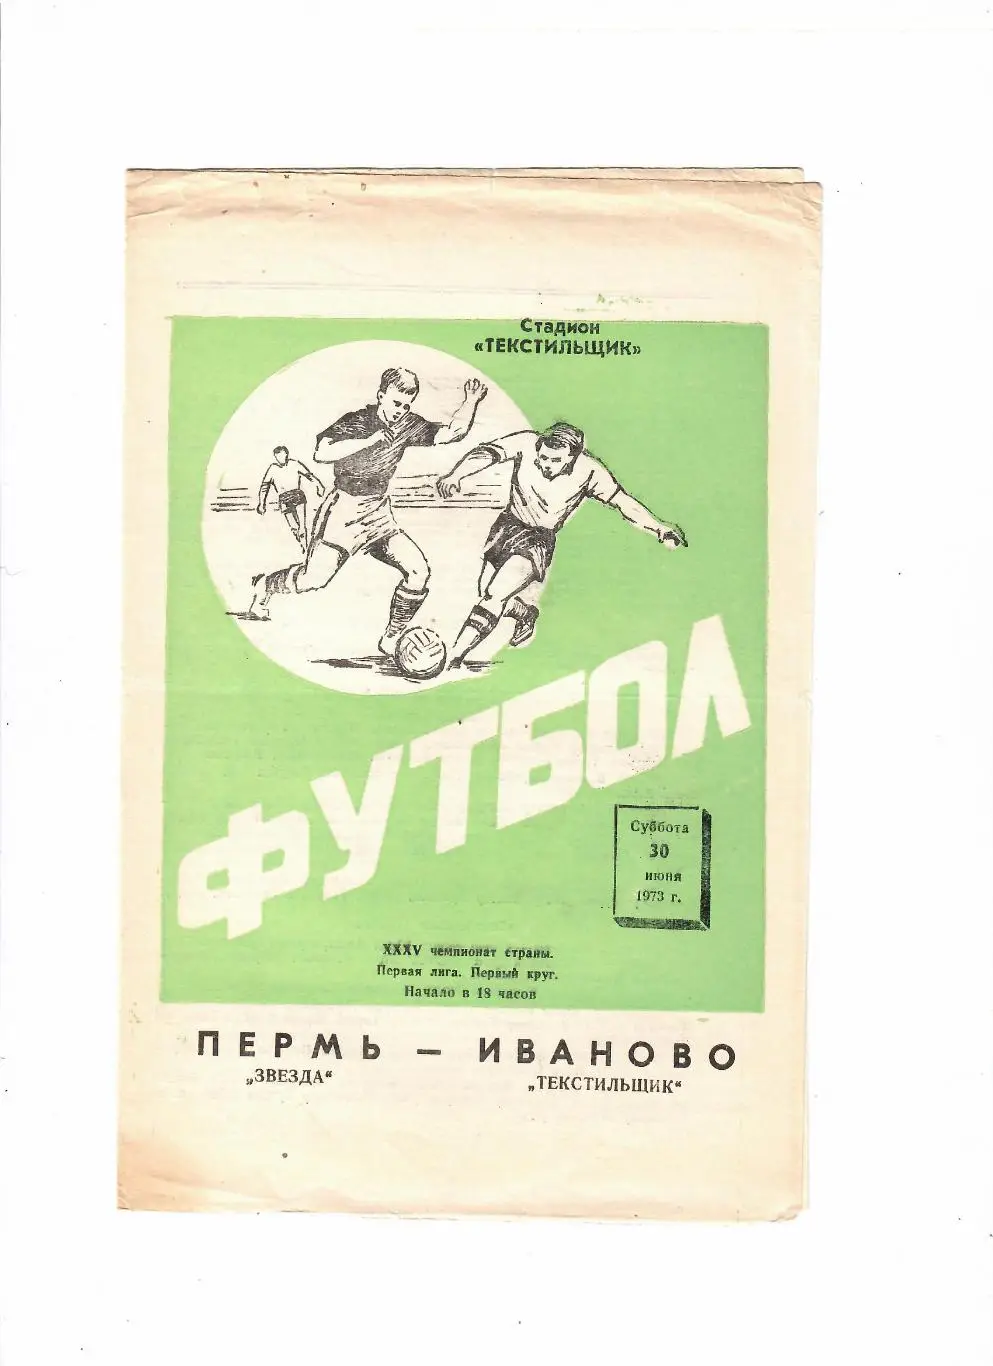 Стадион
«ТЕКСТИЛЬЩИК»
ФУТБОЛ
Суббота
30
июня
1973 г.
XXXV чемпионат страны.
Первая лига. Первый круг.
Начало в 18 часов
ПЕРМЬ — ИВАНОВО
„ЗВЕЗДА“ „ТЕКСТИЛЬЩИК“